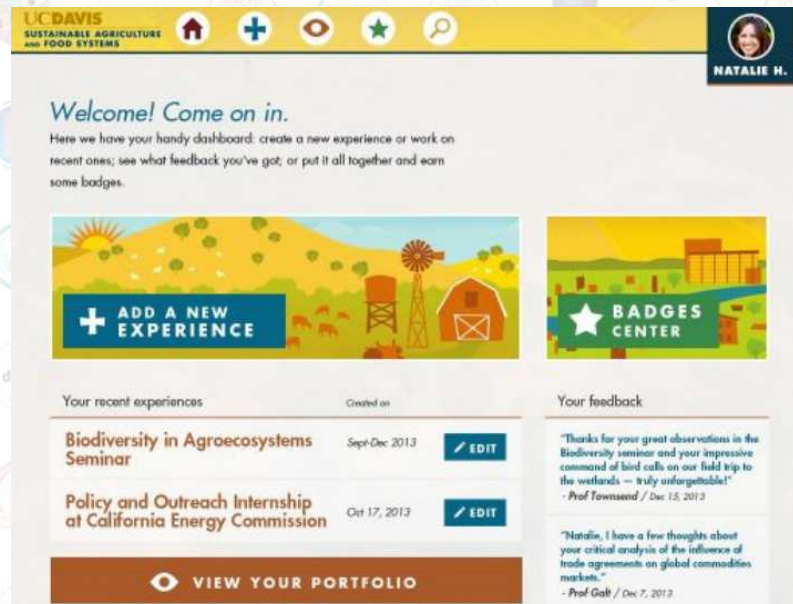 UCDAVIS
SUSTAINABLE AGRICULTURE
AND FOOD SYSTEMS
NATALIE H.
Welcome! Come on in.
Here we have your handy dashboard: create a new experience or work on
recent ones; see what feedback you've got; or put it all together and earn
some badges.
ADD A NEW
EXPERIENCE
BADGES
CENTER
Your recent experiences
Created on
Biodiversity in Agroecosystems
Seminar
Sept-Dec 2013
EDIT
Policy and Outreach Internship
at California Energy Commission
Oct 17, 2013
EDIT
VIEW YOUR PORTFOLIO
Your feedback
"Thanks for your great observations in the
Biodiversity seminar and your impressive
command of bird calls on our field trip to
the wetlands — truly unforgettable!"
- Prof Townsend / Dec 15, 2013
"Natalie, I have a few thoughts about
your critical analysis of the influence of
trade agreements on global commodities
markets."
- Prof Galt / Dec 7, 2013